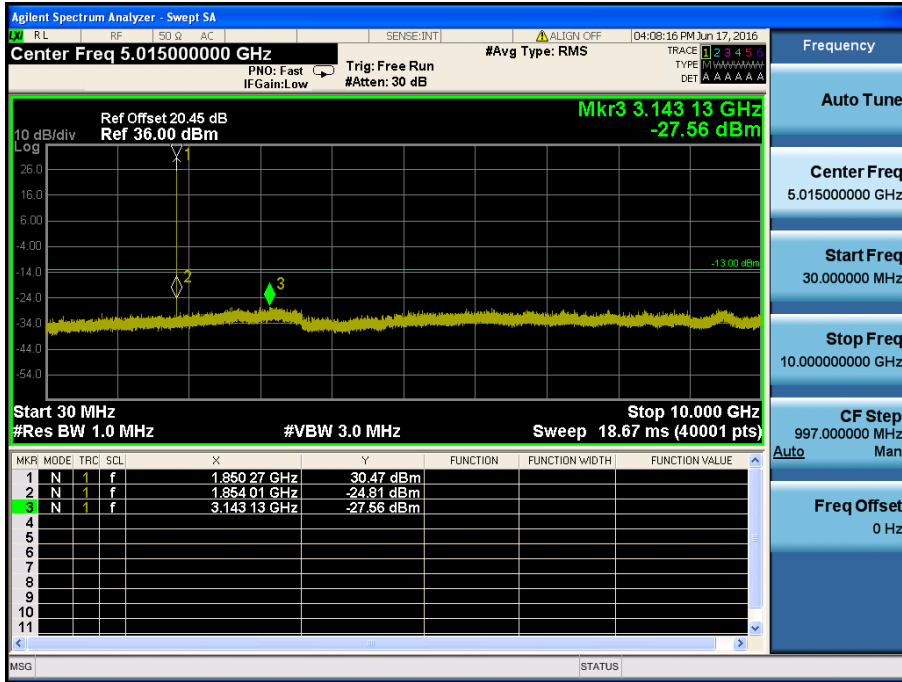 Agilent Spectrum Analyzer - Swept SA
LXI RL RF 50 Ω AC SENSE:INT ALIGN OFF 04:08:16 PM Jun 17, 2016
Center Freq 5.015000000 GHz
PNO: Fast
IFGain:Low
Trig: Free Run
#Atten: 30 dB
#Avg Type: RMS
TRACE 1 2 3 4 5 6
TYPE M WWWWW
DET A A A A A A
Frequency
Auto Tune
Center Freq
5.015000000 GHz
Start Freq
30.000000 MHz
Stop Freq
10.000000000 GHz
CF Step
997.000000 MHz
Auto Man
Freq Offset
0 Hz
Mkr3 3.143 13 GHz
-27.56 dBm
Ref Offset 20.45 dB
10 dB/div Ref 36.00 dBm
Log
26.0
16.0
6.00
-4.00
-14.0
-24.0
-34.0
-44.0
-54.0
1
2
3
-13.00 dBm
Start 30 MHz Stop 10.000 GHz
#Res BW 1.0 MHz #VBW 3.0 MHz Sweep 18.67 ms (40001 pts)
MKR MODE TRC SCL X Y FUNCTION FUNCTION WIDTH FUNCTION VALUE
1 N 1 f 1.850 27 GHz 30.47 dBm
2 N 1 f 1.854 01 GHz -24.81 dBm
3 N 1 f 3.143 13 GHz -27.56 dBm
4
5
6
7
8
9
10
11
MSG STATUS